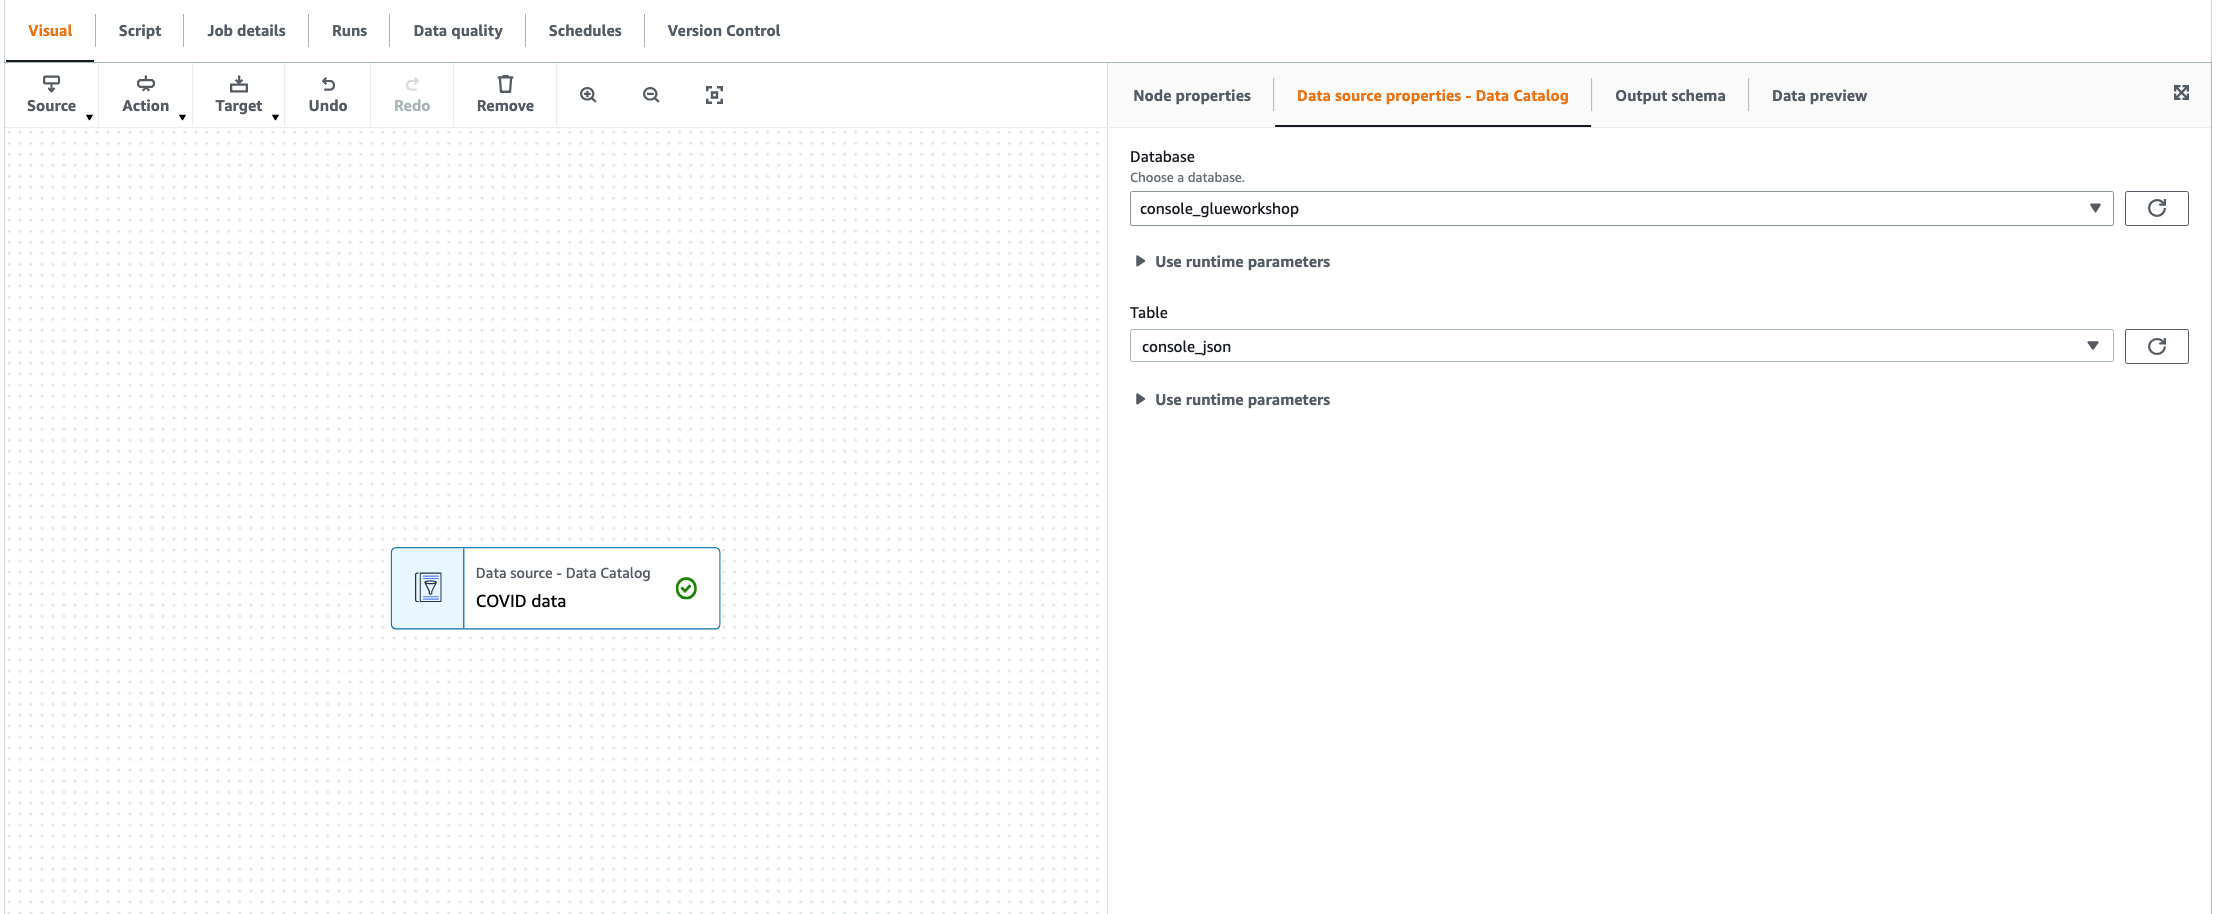 Visual Script Job details Runs Data quality Schedules Version Control
Source Action Target Undo Redo Remove
Node properties Data source properties - Data Catalog Output schema Data preview
Database
Choose a database.
console_glueworkshop
Use runtime parameters
Table
console_json
Use runtime parameters
Data source - Data Catalog
COVID data